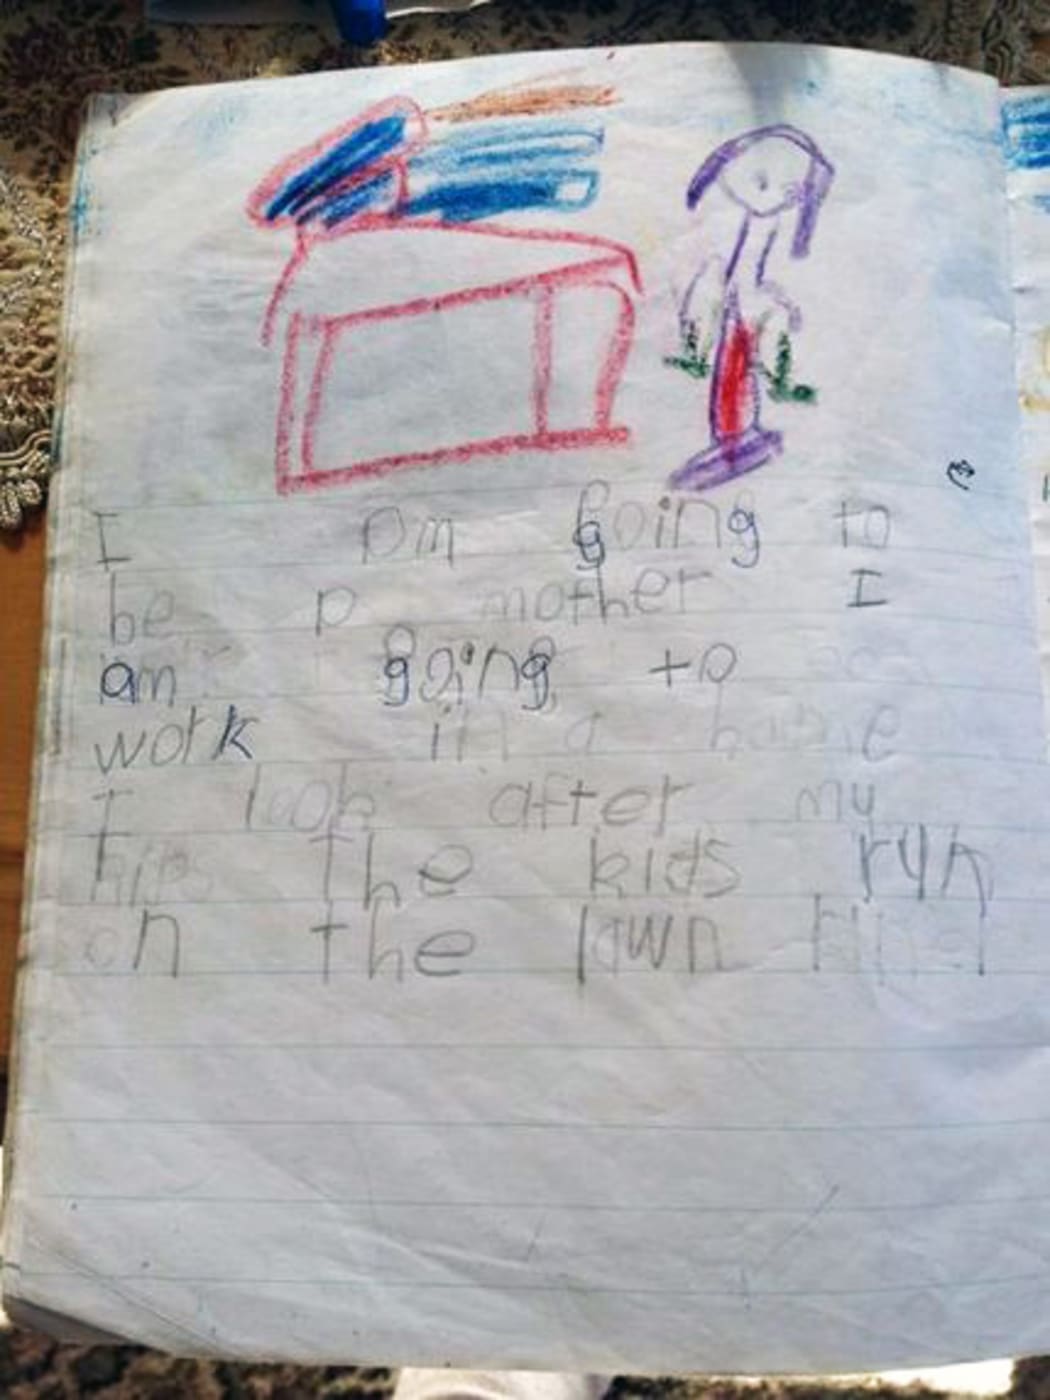 I am going to
be a mother I
am going to
work in a home
I look after my
kids The kids run
on the lawn